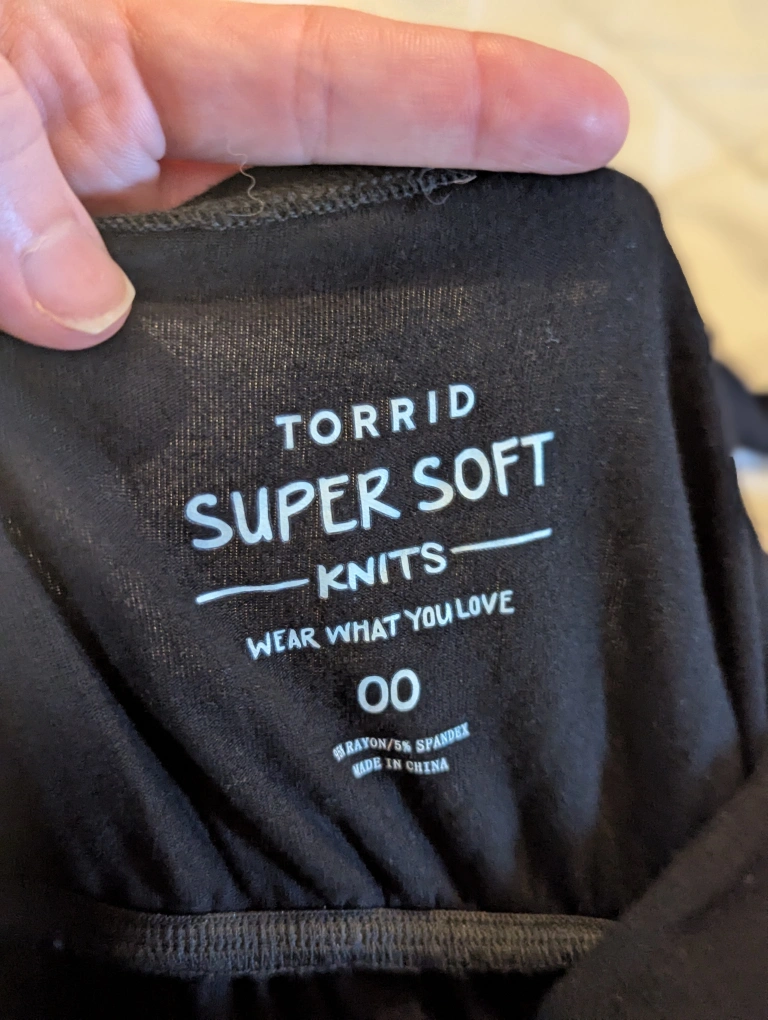 TORRID
SUPER SOFT
KNITS
WEAR WHAT YOU LOVE
00
RAYON/5% SPANDEX
MADE IN CHINA